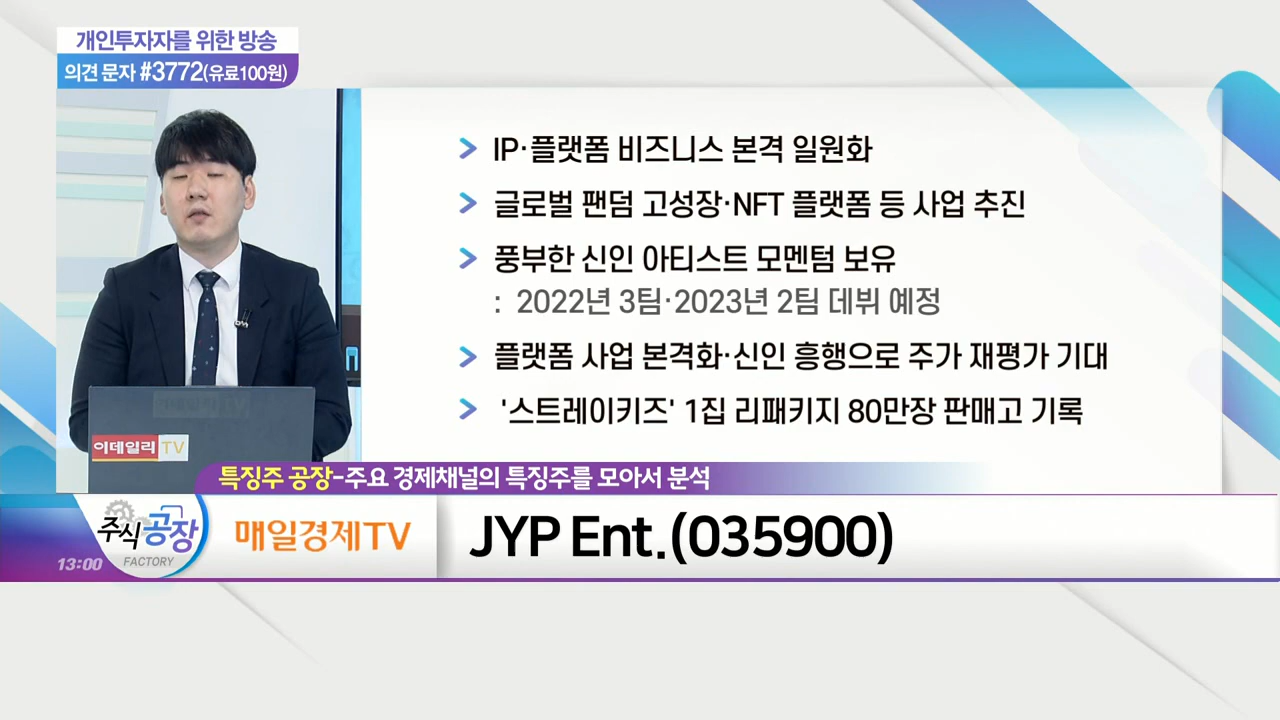 개인투자자를 위한 방송
의견 문자 #3772(유료100원)
IP·플랫폼 비즈니스 본격 일원화
글로벌 팬덤 고성장·NFT 플랫폼 등 사업 추진
풍부한 신인 아티스트 모멘텀 보유
: 2022년 3팀·2023년 2팀 데뷔 예정
플랫폼 사업 본격화·신인 흥행으로 주가 재평가 기대
'스트레이키즈' 1집 리패키지 80만장 판매고 기록
이데일리 TV
특징주 공장-주요 경제채널의 특징주를 모아서 분석
주식공장
FACTORY
13:00
매일경제TV
JYP Ent.(035900)